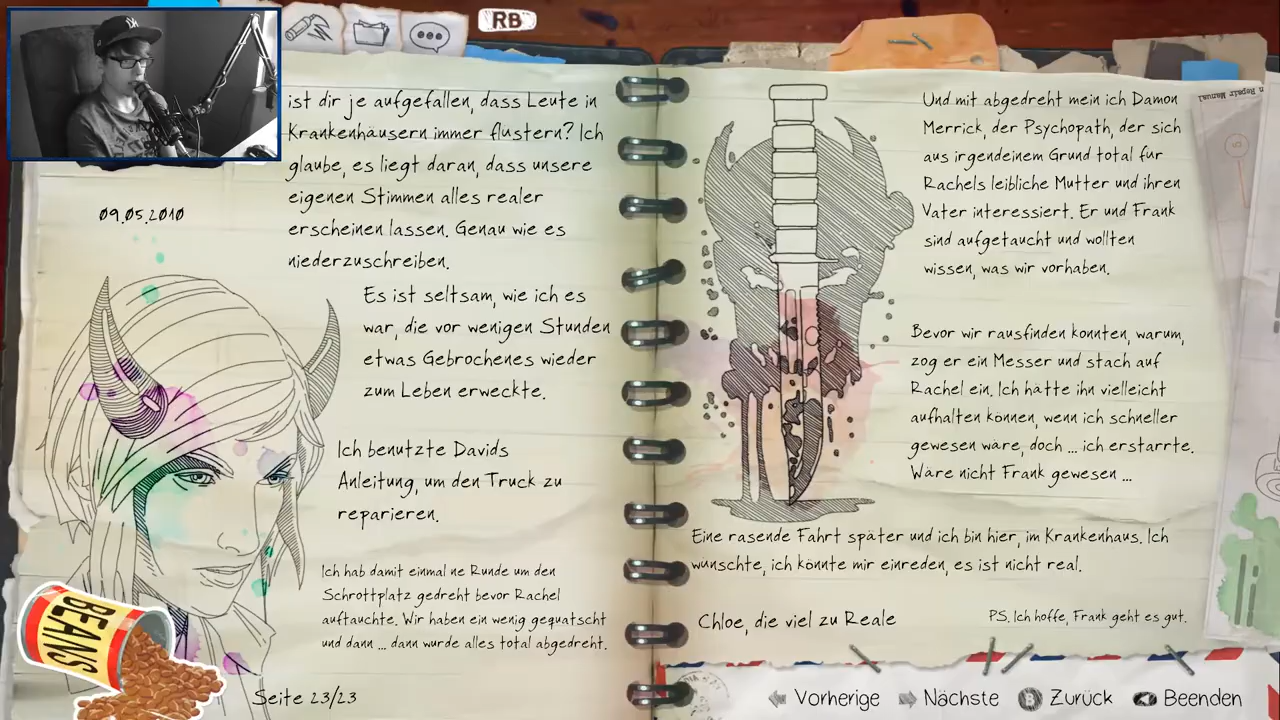 RB
ist dir je aufgefallen, dass Leute in
Krankenhäusern immer flüstern? Ich
glaube, es liegt daran, dass unsere
eigenen Stimmen alles realer
erscheinen lassen. Genau wie es
niederzuschreiben.
09.05.2010
Es ist seltsam, wie ich es
war, die vor wenigen Stunden
etwas Gebrochenes wieder
zum Leben erweckte.
Ich benutzte Davids
Anleitung, um den Truck zu
reparieren.
Ich hab damit einmal ne Runde um den
Schrottplatz gedreht bevor Rachel
auftauchte. Wir haben ein wenig gequatscht
und dann ... dann wurde alles total abgedreht.
BEANS
Seite 23/23
Und mit abgedreht mein ich Damon
Merrick, der Psychopath, der sich
aus irgendeinem Grund total für
Rachels leibliche Mutter und ihren
Vater interessiert. Er und Frank
sind aufgetaucht und wollten
wissen, was wir vorhaben.
Bevor wir rausfinden konnten, warum,
zog er ein Messer und stach auf
Rachel ein. Ich hätte ihn vielleicht
aufhalten können, wenn ich schneller
gewesen wäre, doch ... ich erstarrte.
Wäre nicht Frank gewesen ...
Eine rasende Fahrt später und ich bin hier, im Krankenhaus. Ich
wünschte, ich könnte mir einreden, es ist nicht real.
Chloe, die viel zu Reale
PS. Ich hoffe, Frank geht es gut.
Repair Manual
Vorherige
Nächste
B Zurück
Beenden